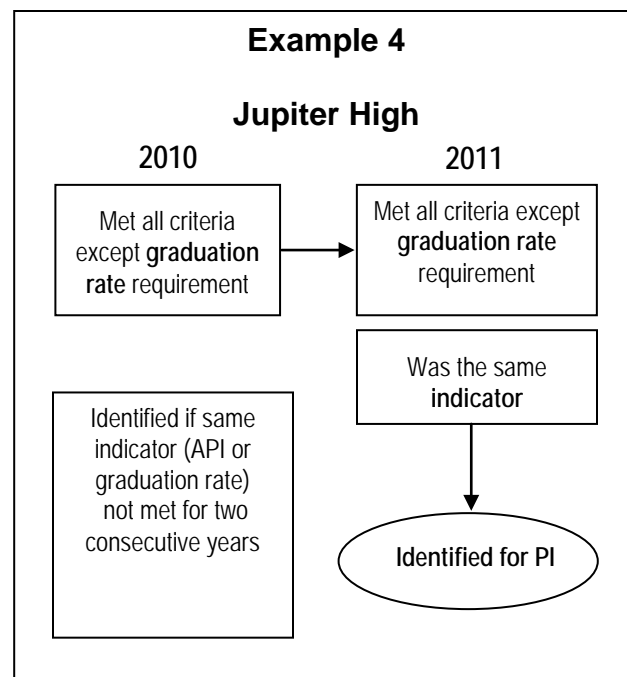 Example 4
Jupiter High
2010
2011
Met all criteria
except graduation
rate requirement
Met all criteria except
graduation rate
requirement
Was the same
indicator
Identified if same
indicator (API or
graduation rate)
not met for two
consecutive years
Identified for PI